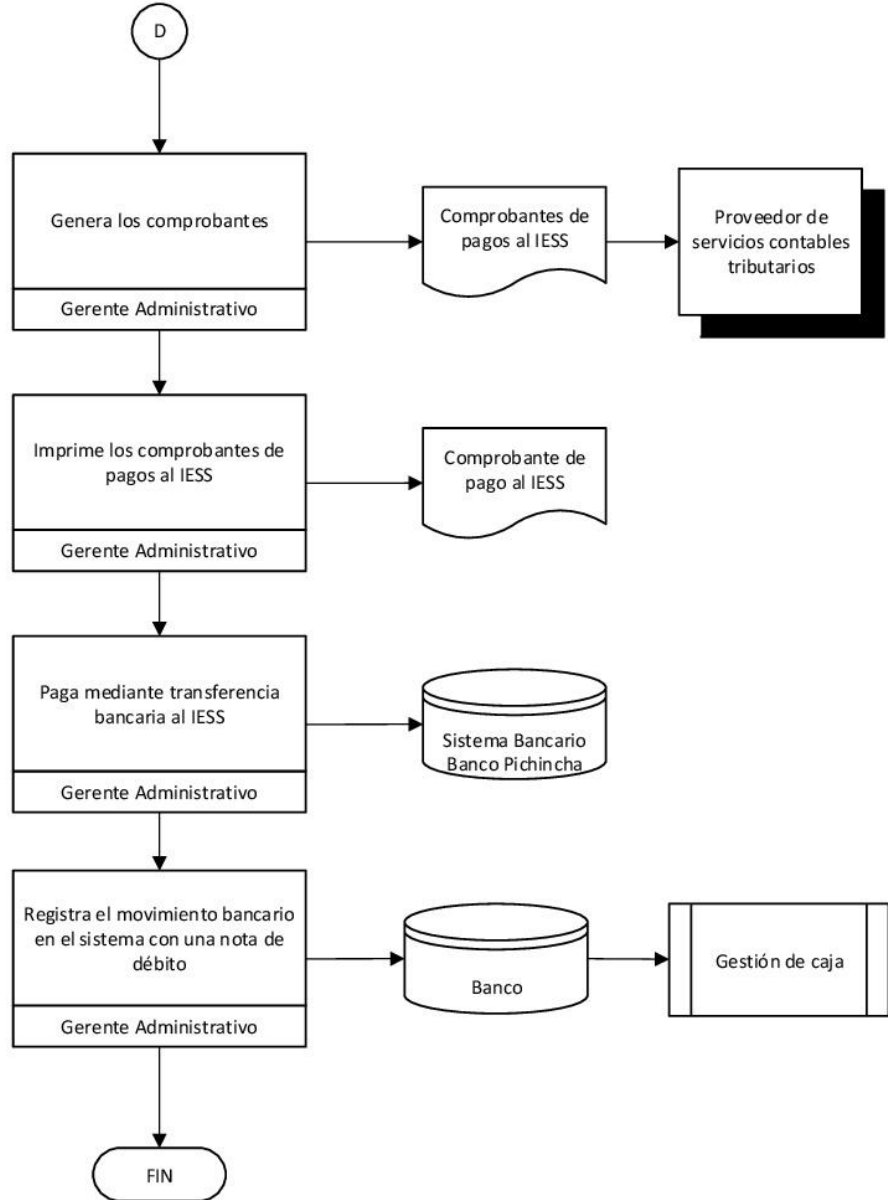 D
Genera los comprobantes
Gerente Administrativo
Comprobantes de
pagos al IESS
Proveedor de
servicios contables
tributarios
Imprime los comprobantes de
pagos al IESS
Gerente Administrativo
Comprobante de
pago al IESS
Paga mediante transferencia
bancaria al IESS
Gerente Administrativo
Sistema Bancario
Banco Pichincha
Registra el movimiento bancario
en el sistema con una nota de
débito
Gerente Administrativo
Banco
Gestión de caja
FIN